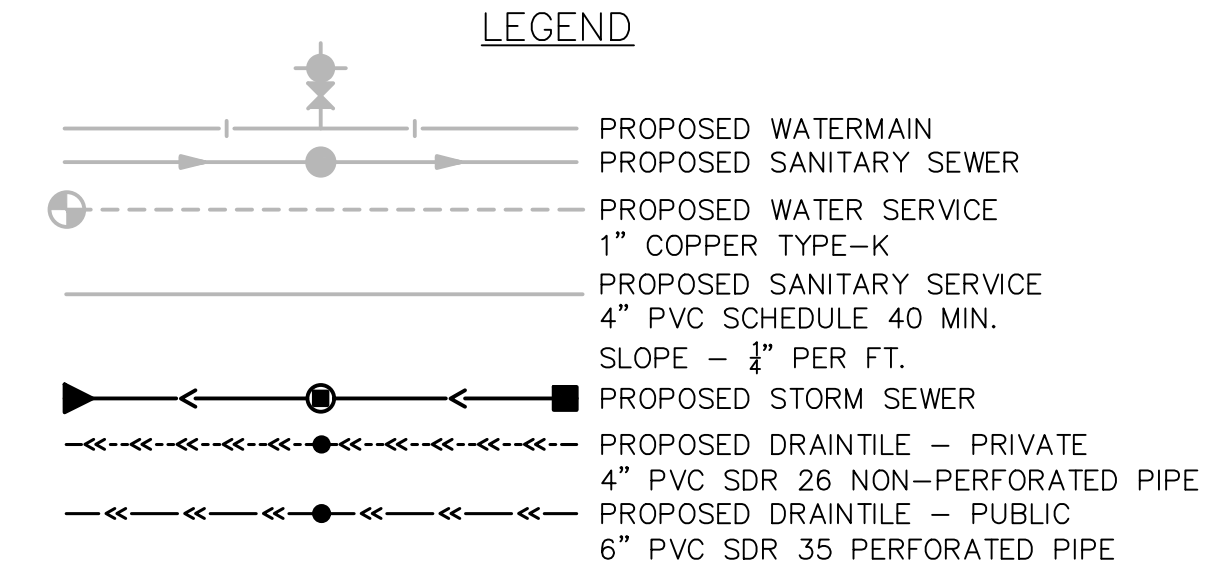 LEGEND
PROPOSED WATERMAIN
PROPOSED SANITARY SEWER
PROPOSED WATER SERVICE
1” COPPER TYPE–K
PROPOSED SANITARY SERVICE
4” PVC SCHEDULE 40 MIN.
SLOPE – ¼” PER FT.
PROPOSED STORM SEWER
PROPOSED DRAINTILE – PRIVATE
4” PVC SDR 26 NON–PERFORATED PIPE
PROPOSED DRAINTILE – PUBLIC
6” PVC SDR 35 PERFORATED PIPE